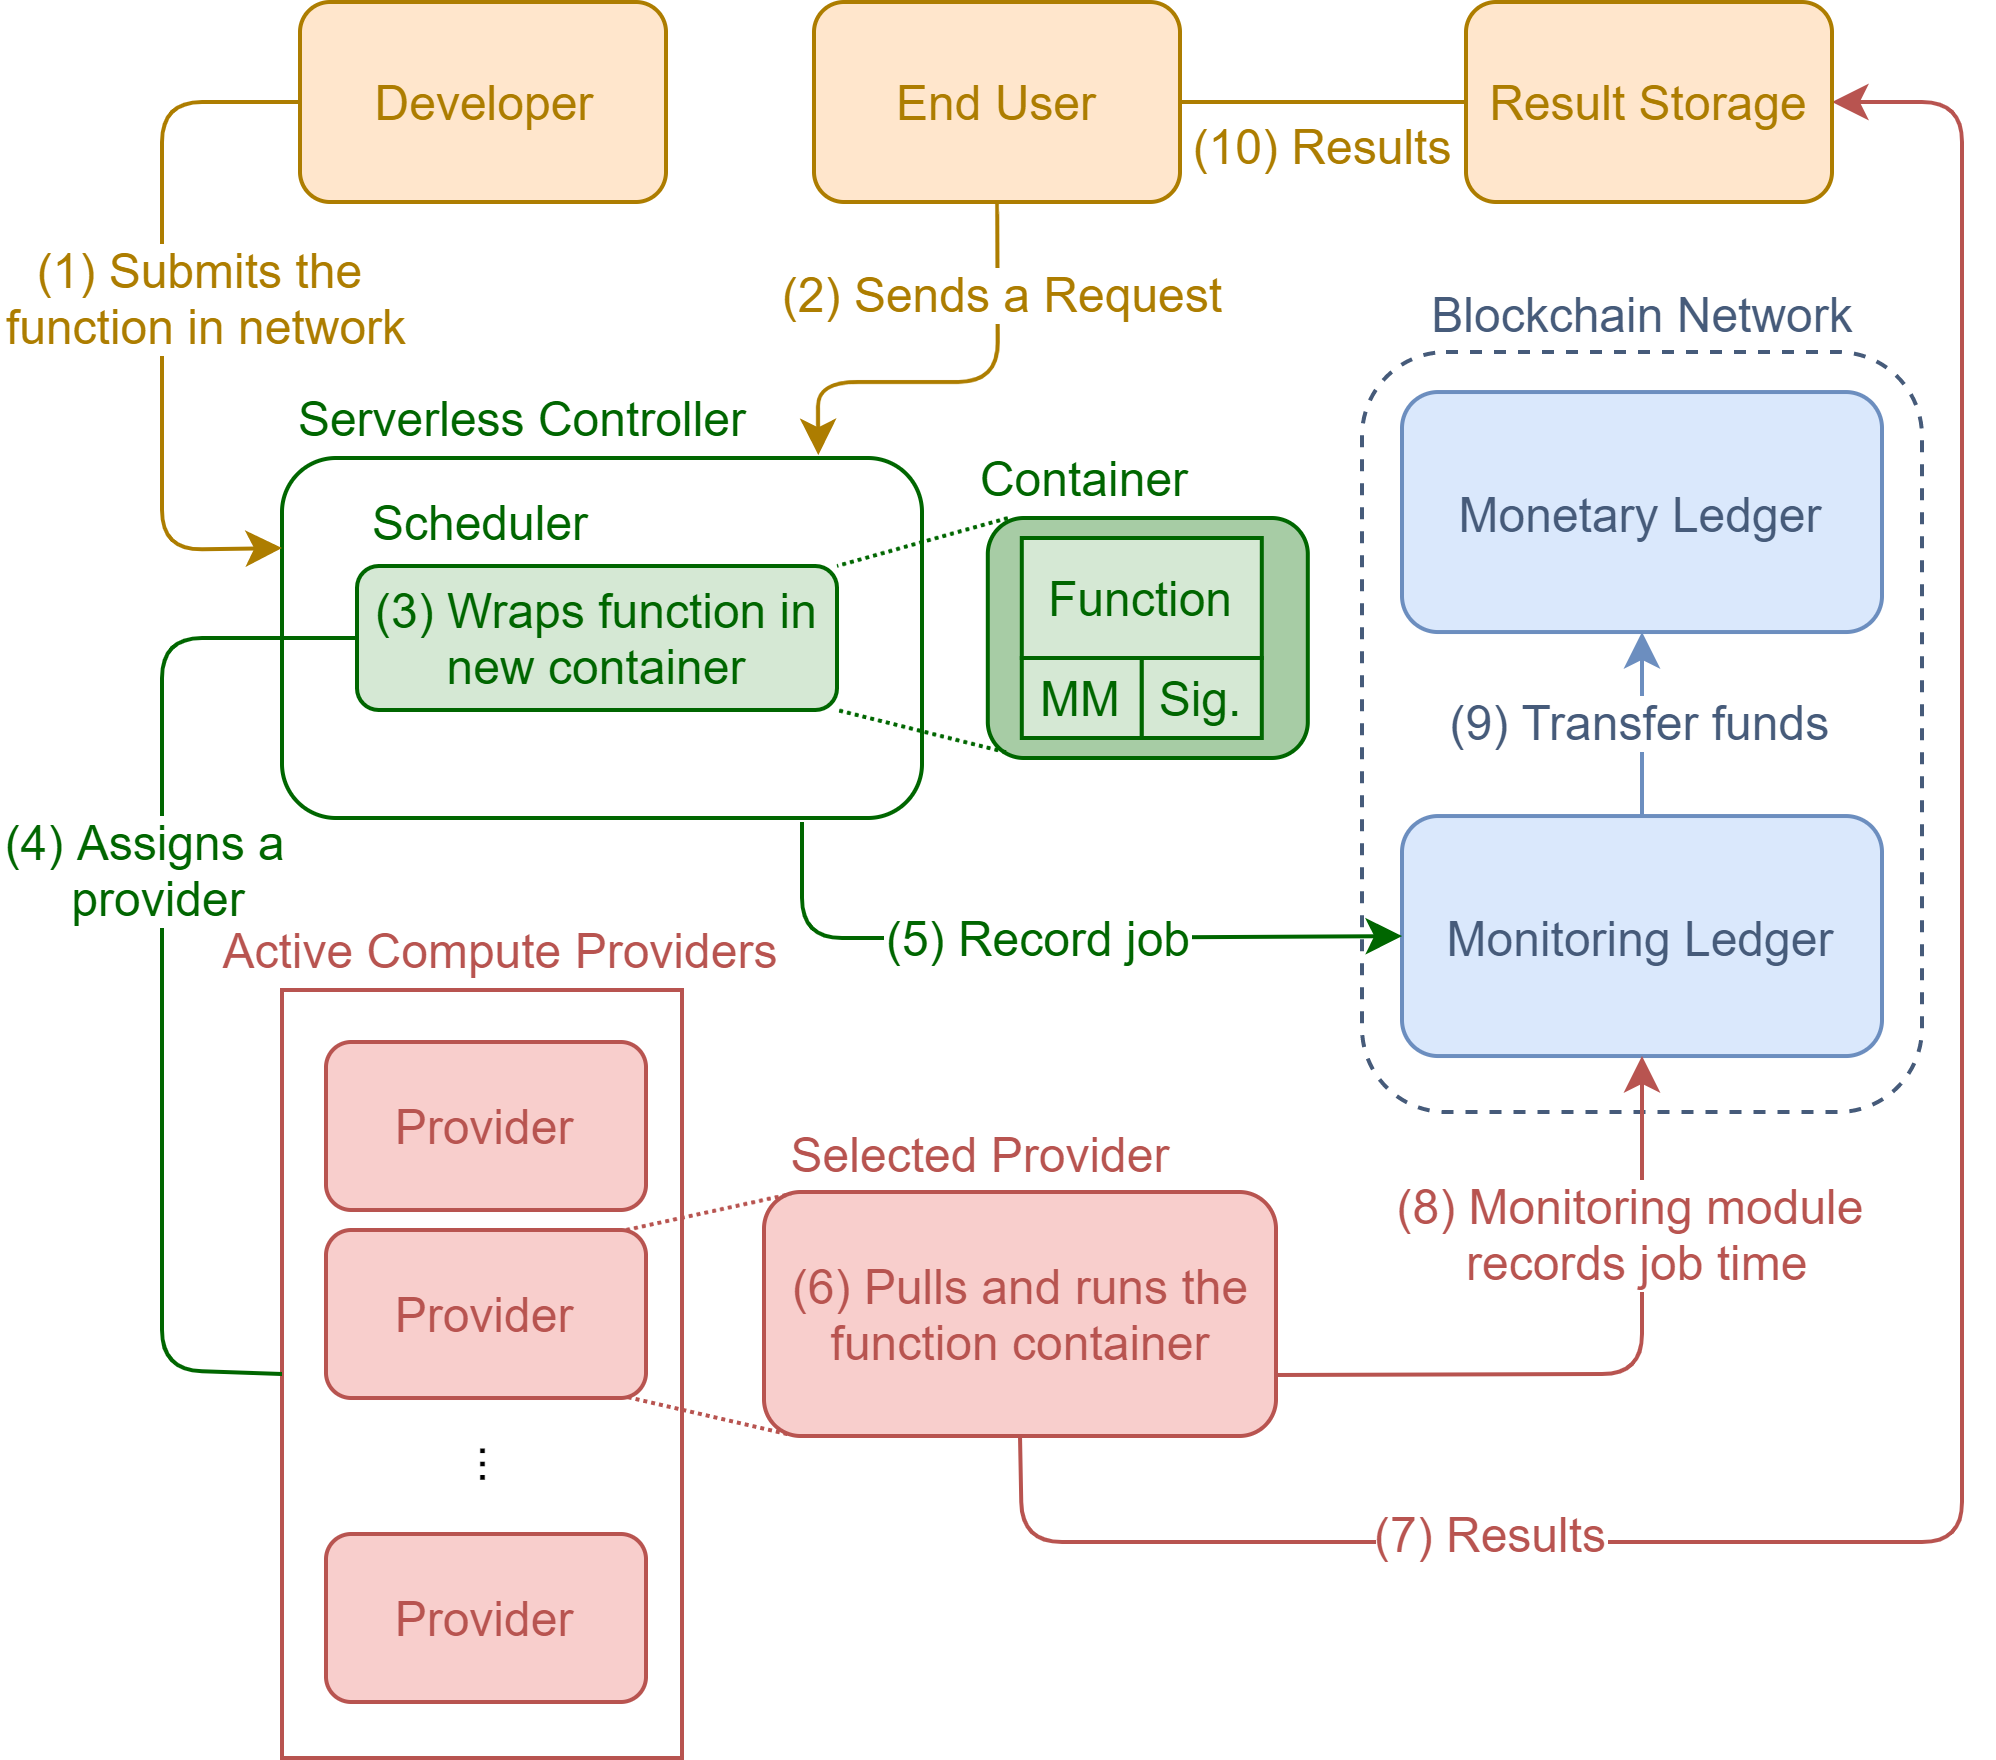 Developer
End User
Result Storage
(10) Results
(1) Submits the
function in network
(2) Sends a Request
Blockchain Network
Serverless Controller
Container
Scheduler
Monetary Ledger
(3) Wraps function in
new container
Function
MM
Sig.
(9) Transfer funds
(4) Assigns a
provider
(5) Record job
Monitoring Ledger
Active Compute Providers
Provider
Selected Provider
(8) Monitoring module
records job time
Provider
(6) Pulls and runs the
function container
...
(7) Results
Provider